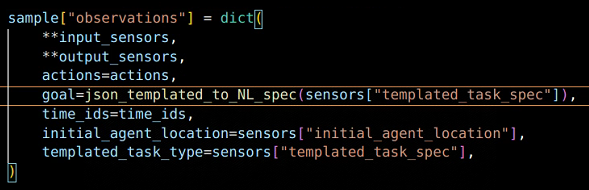 sample["observations"] = dict(
    **input_sensors,
    **output_sensors,
    actions=actions,
    goal=json_templated_to_NL_spec(sensors["templated_task_spec"]),
    time_ids=time_ids,
    initial_agent_location=sensors["initial_agent_location"],
    templated_task_type=sensors["templated_task_spec"],
)